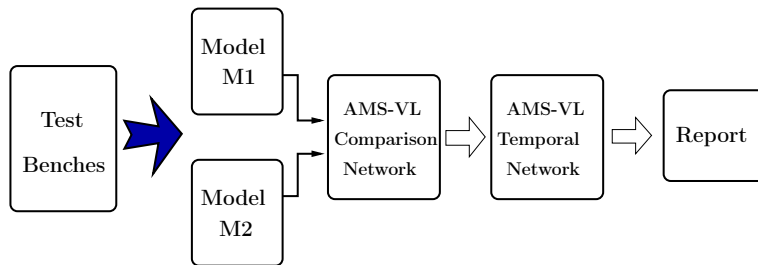 Test
Benches
Model
M1
Model
M2
AMS-VL
Comparison
Network
AMS-VL
Temporal
Network
Report